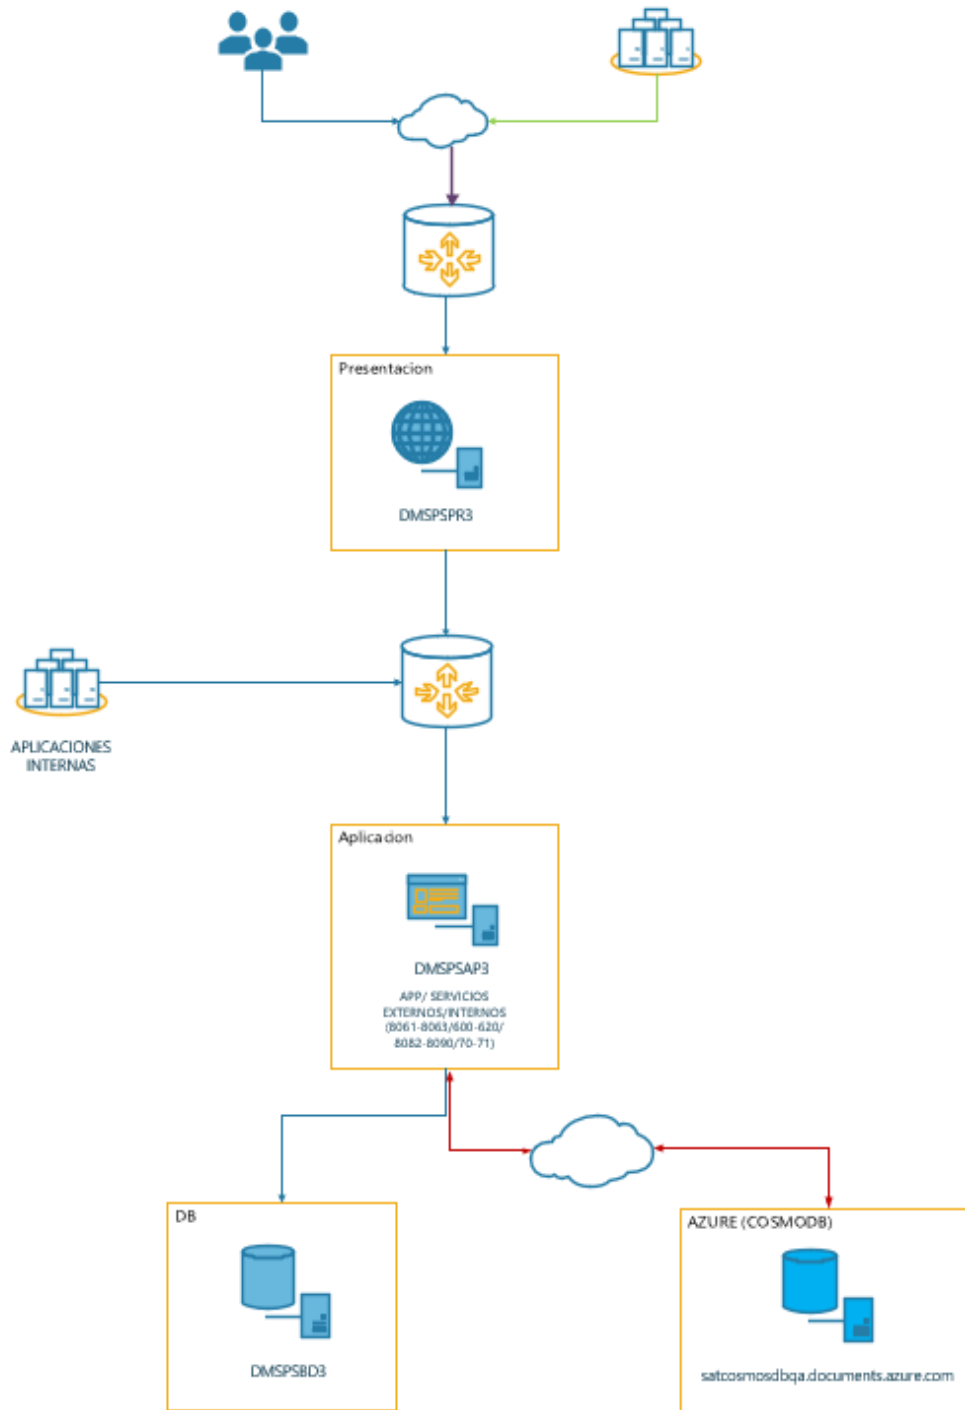 Presentacion
DMSPSPR3
APLICACIONES
INTERNAS
Aplicacion
DMSPSAP3
APP/ SERVICIOS
EXTERNOS/INTERNOS
(8061-8063/600-620/
8082-8090/70-71)
DB
DMSPSBD3
AZURE (COSMODB)
satcosmosdbqa.documents.azure.com